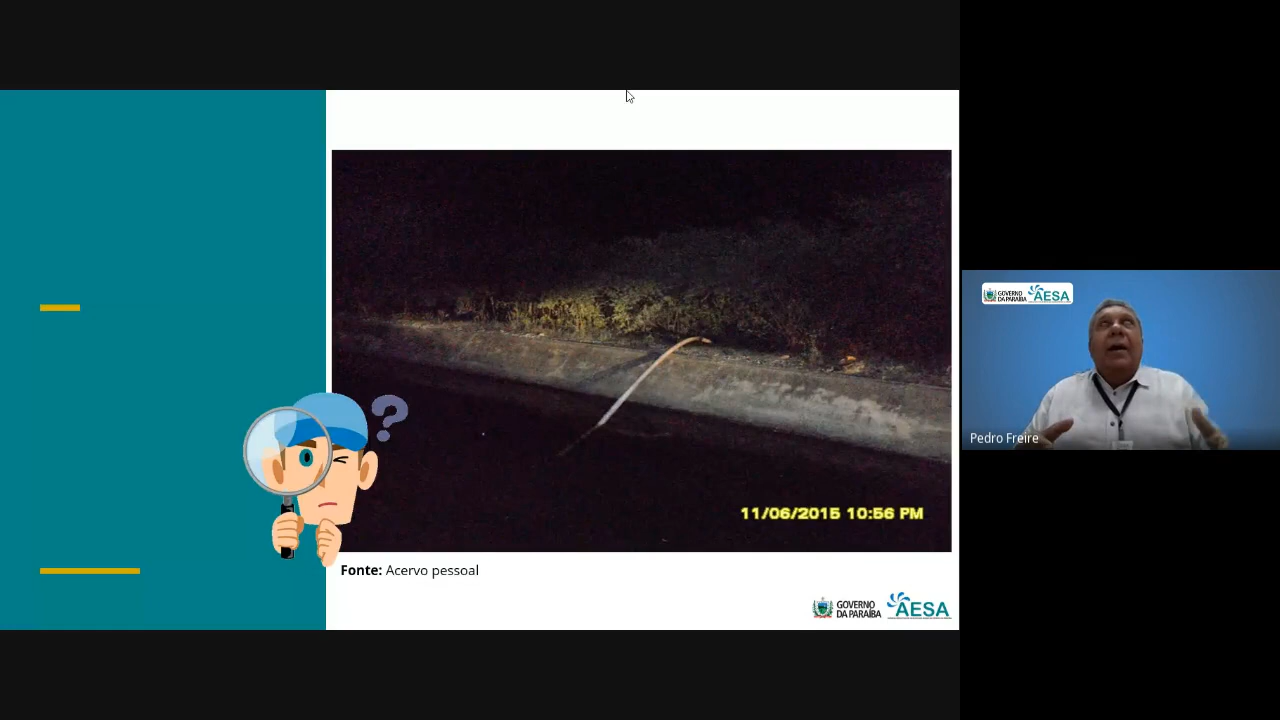 11/06/2015 10:56 PM
?
Fonte: Acervo pessoal
GOVERNO
DA PARAÍBA
AESA
GOVERNO
DA PARAÍBA
AESA
Pedro Freire